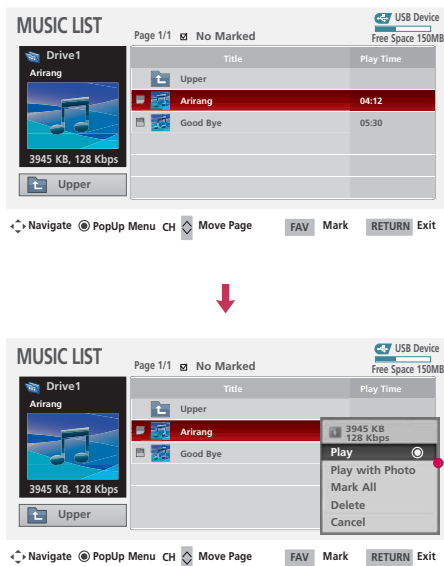 MUSIC LIST
Page 1/1 No Marked
USB Device
Free Space 150MB
Drive1
Arirang
3945 KB, 128 Kbps
Upper
Title Play Time
Upper
Arirang 04:12
Good Bye 05:30
Navigate PopUp Menu CH Move Page FAV Mark RETURN Exit
MUSIC LIST
Page 1/1 No Marked
USB Device
Free Space 150MB
Drive1
Arirang
3945 KB, 128 Kbps
Upper
Title Play Time
Upper
Arirang
Good Bye
3945 KB
128 Kbps
Play
Play with Photo
Mark All
Delete
Cancel
Navigate PopUp Menu CH Move Page FAV Mark RETURN Exit